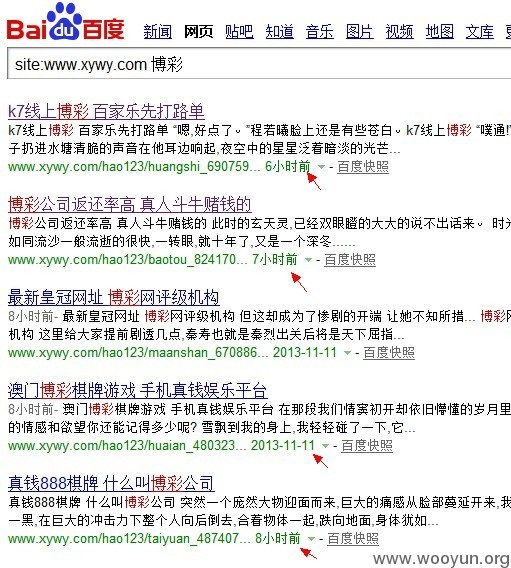 Bai du 百度
新闻 网页 贴吧 知道 音乐 图片 视频 地图 文库
site:www.xywy.com 博彩
k7线上博彩 百家乐先打路单
k7线上博彩 百家乐先打路单 “嗯,好点了。”程若曦脸上还是有些苍白。k7线上博彩 “噗通!”
子扔进水塘清脆的声音在他耳边响起,夜空中的星星泛着暗淡的光芒...
www.xywy.com/hao123/huangshi_690759... 6小时前 - 百度快照
博彩公司返还率高 真人斗牛赌钱的
博彩公司返还率高 真人斗牛赌钱的 此时的玄天灵,已经双眼瞪的大大的说不出话来。 时光
如同流沙一般流逝的很快,一转眼,就十年了,又是一个深冬......
www.xywy.com/hao123/baotou_824170... 7小时前 - 百度快照
最新皇冠网址 博彩网评级机构
8小时前- 最新皇冠网址 博彩网评级机构 但这却成为了惨剧的开端 让她不知所措... 博彩网
机构 这里给大家提前剧透几点,秦寿也就是秦烈出关后将是天下屈指...
www.xywy.com/hao123/maanshan_670886... 2013-11-11 - 百度快照
澳门博彩棋牌游戏 手机真钱娱乐平台
8小时前- 澳门博彩棋牌游戏 手机真钱娱乐平台 在那段我们情窦初开却依旧懵懂的岁月里
的情感和欲望你还能记得多少呢? 雪飘到我的身上,我轻轻碰了一下,它...
www.xywy.com/hao123/huaian_480323... 2013-11-11 - 百度快照
真钱888棋牌 什么叫博彩公司
真钱888棋牌 什么叫博彩公司 突然一个庞然大物迎面而来,巨大的痛感从脸部蔓延开来,我
一黑,在巨大的冲击力下整个人向后倒去,合着物体一起,跌向地面,身体犹如...
www.xywy.com/hao123/taiyuan_487407... 8小时前 - 百度快照
www.wooyun.org